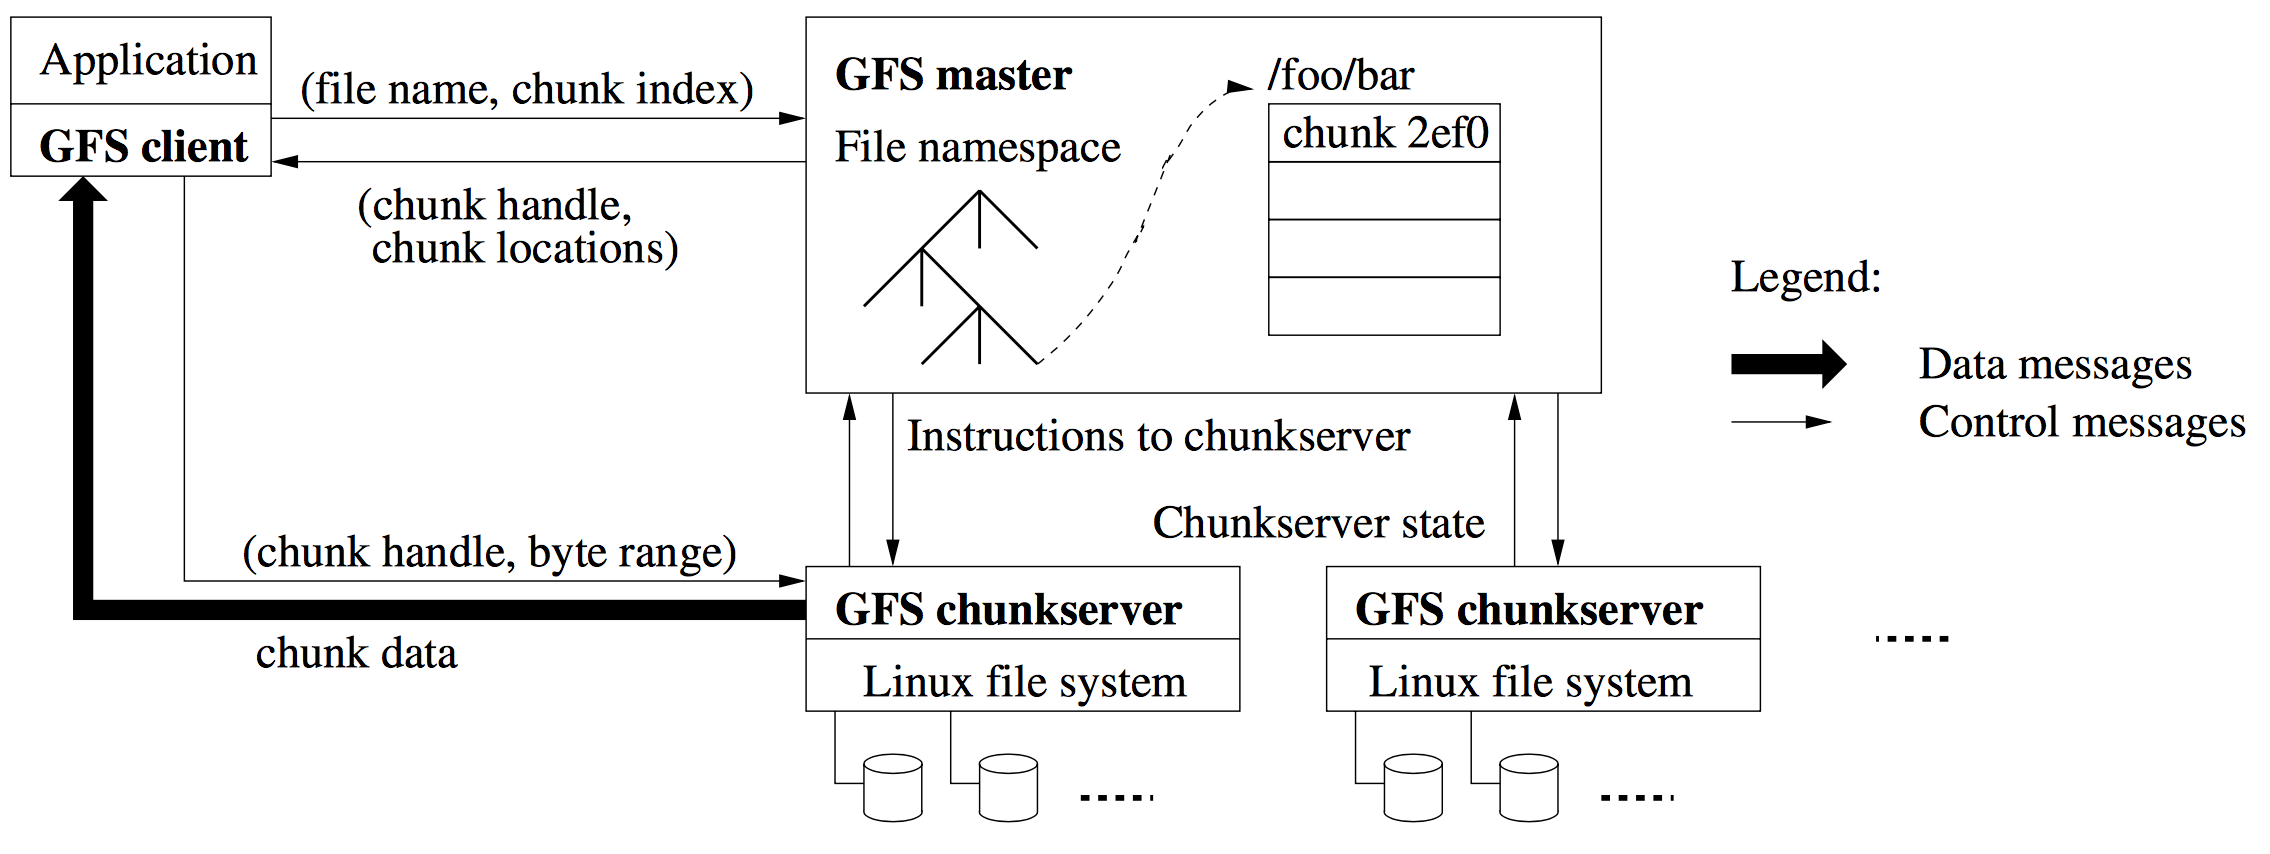 Application
GFS client
(file name, chunk index)
(chunk handle,
chunk locations)
GFS master
File namespace
/foo/bar
chunk 2ef0
Legend:
Data messages
Control messages
Instructions to chunkserver
Chunkserver state
(chunk handle, byte range)
chunk data
GFS chunkserver
Linux file system
GFS chunkserver
Linux file system